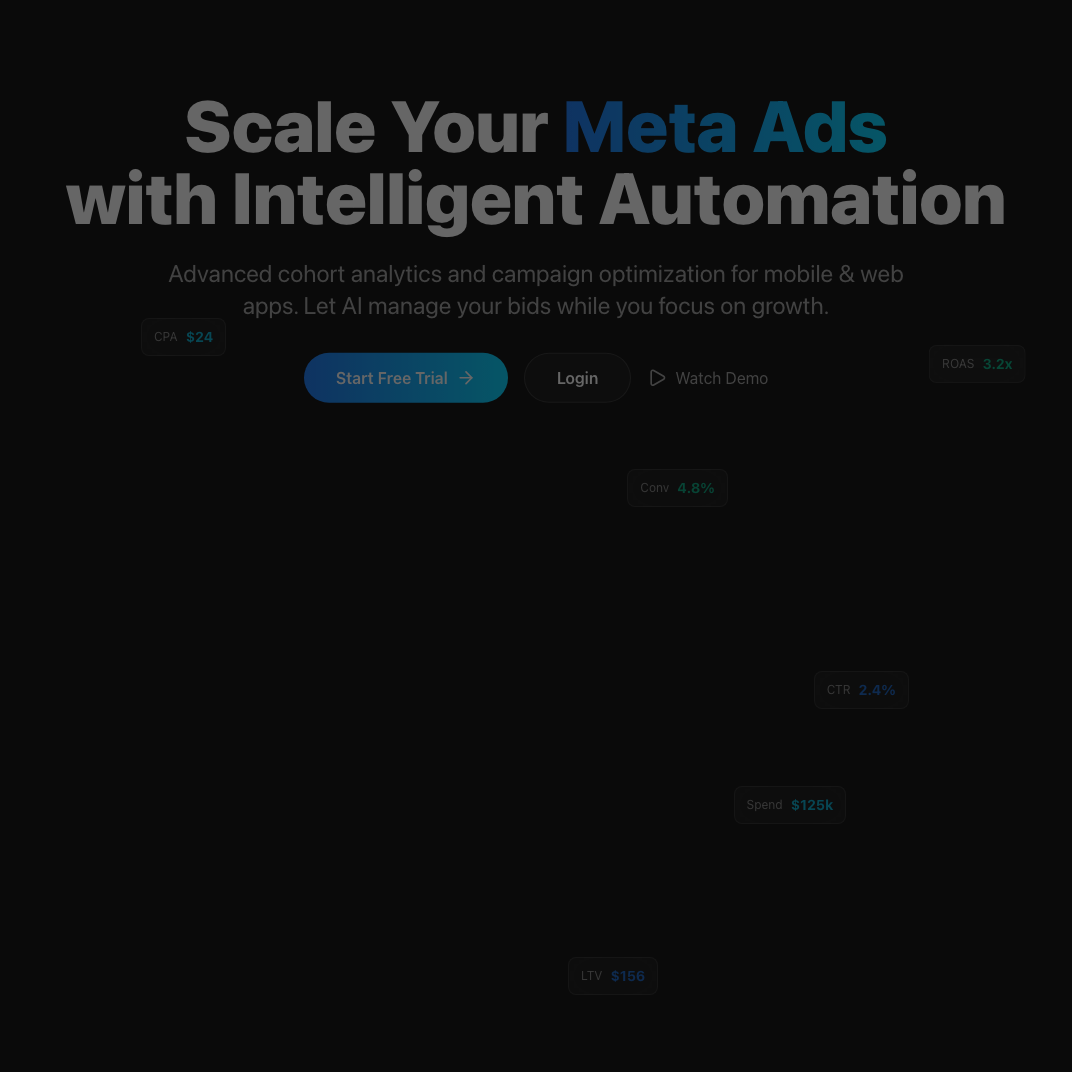 Scale Your Meta Ads
with Intelligent Automation
Advanced cohort analytics and campaign optimization for mobile & web
apps. Let AI manage your bids while you focus on growth.
CPA $24
ROAS 3.2x
Start Free Trial →
Login
Watch Demo
Conv 4.8%
CTR 2.4%
Spend $125k
LTV $156